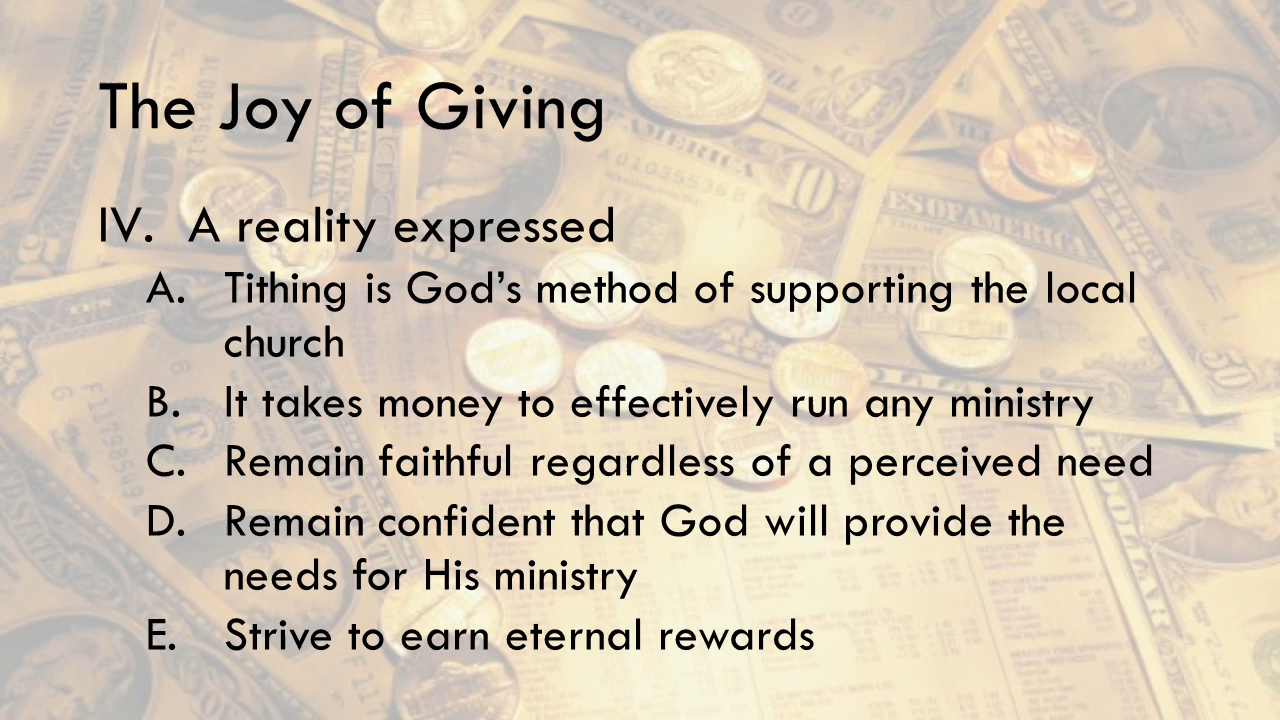 The Joy of Giving
IV. A reality expressed
A. Tithing is God’s method of supporting the local
church
B. It takes money to effectively run any ministry
C. Remain faithful regardless of a perceived need
D. Remain confident that God will provide the
needs for His ministry
E. Strive to earn eternal rewards